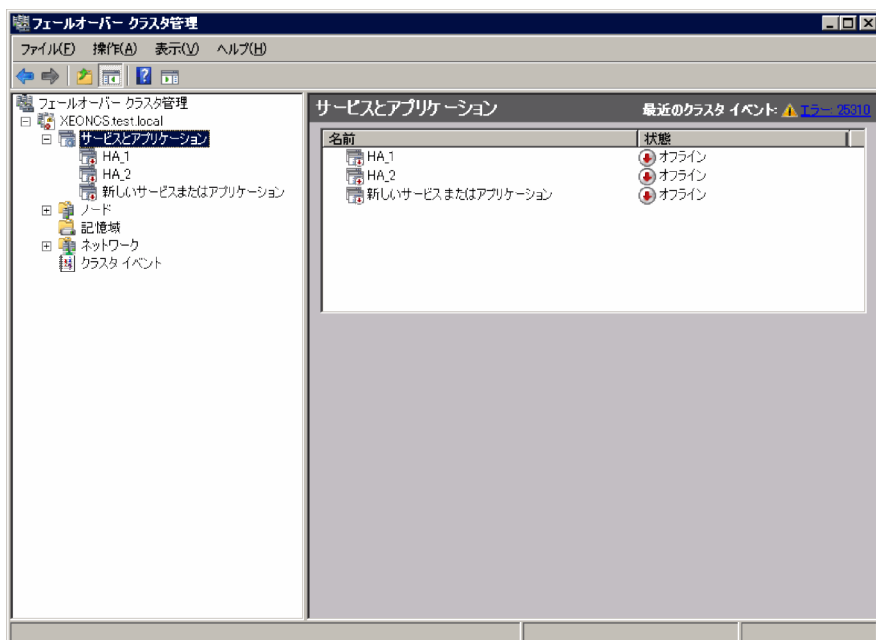 フェールオーバー クラスタ管理
ファイル(F) 操作(A) 表示(V) ヘルプ(H)
フェールオーバー クラスタ管理
XEONCS.test.local
サービスとアプリケーション
HA_1
HA_2
新しいサービスまたはアプリケーション
ノード
記憶域
ネットワーク
クラスタ イベント
サービスとアプリケーション 最近のクラスタ イベント: エラー: 25310
名前 状態
HA_1 オフライン
HA_2 オフライン
新しいサービスまたはアプリケーション オフライン